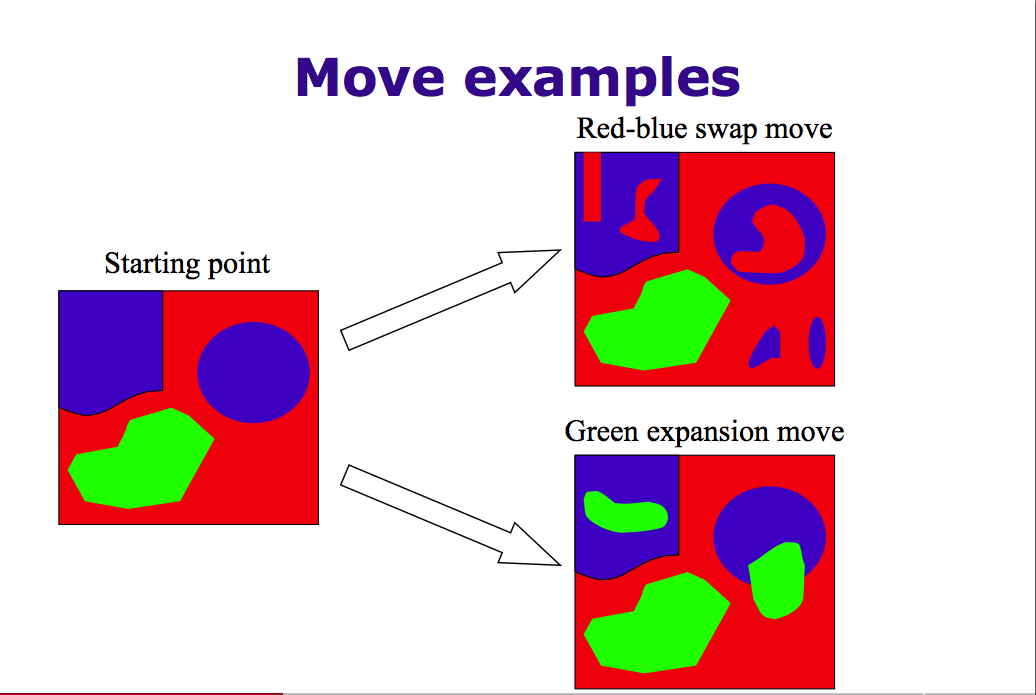 Move examples
Red-blue swap move
Starting point
Green expansion move